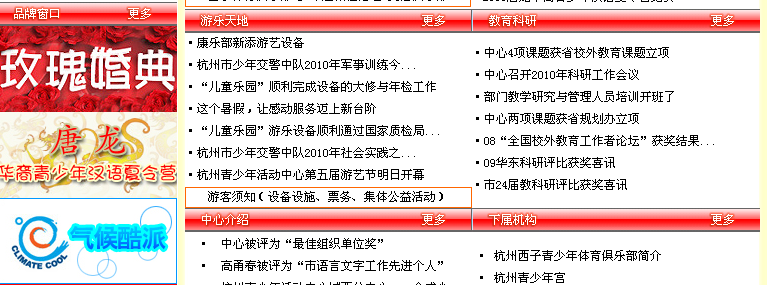 品牌窗口 更多
玫瑰婚典
唐龙
华裔青少年汉语夏令营
气候酷派
CLIMATE COOL
游乐天地 更多
康乐部新添游艺设备
杭州市少年交警中队2010年军事训练今...
“儿童乐园”顺利完成设备的大修与年检工作
这个暑假，让感动服务迈上新台阶
“儿童乐园”游乐设备顺利通过国家质检局...
杭州市少年交警中队2010年社会实践之...
杭州青少年活动中心第五届游艺节明日开幕
游客须知（设备设施、票务、集体公益活动）
中心介绍 更多
中心被评为“最佳组织单位奖”
高甬春被评为“市语言文字工作先进个人”
教育科研 更多
中心4项课题获省校外教育课题立项
中心召开2010年科研工作会议
部门教学研究与管理人员培训开班了
中心两项课题获省规划办立项
08“全国校外教育工作者论坛”获奖结果...
09华东科研评比获奖喜讯
市24届教科研评比获奖喜讯
下属机构 更多
杭州西子青少年体育俱乐部简介
杭州青少年宫